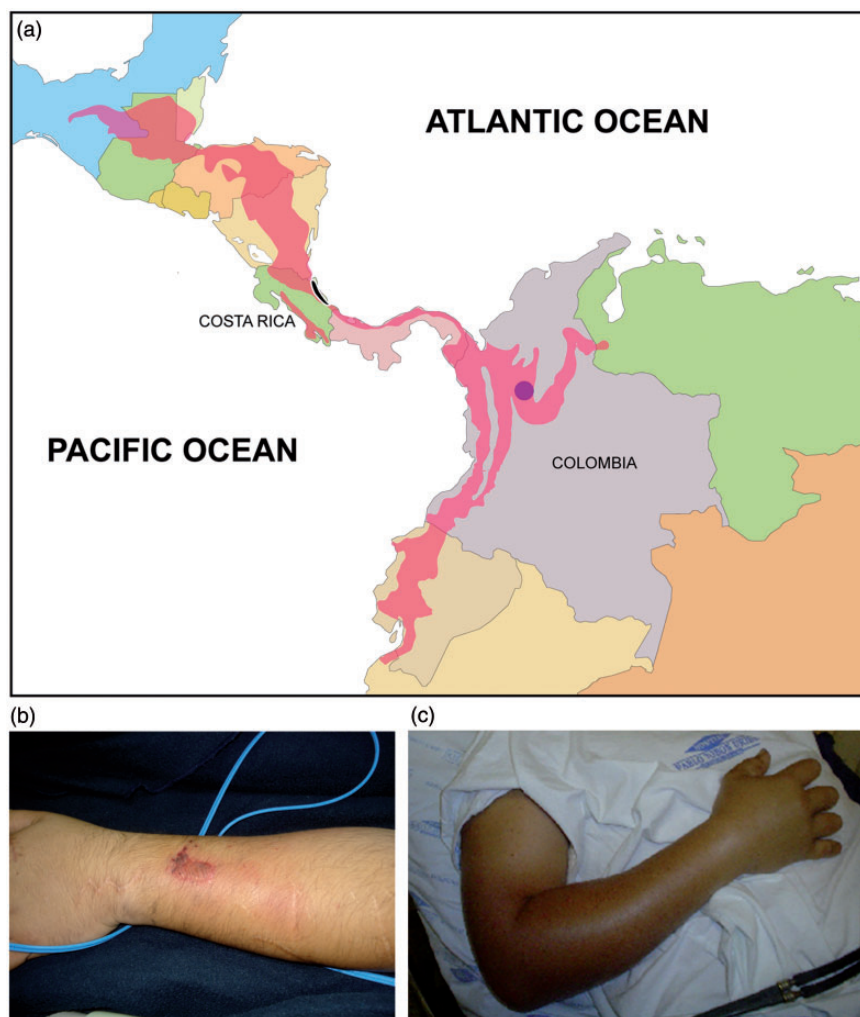 (a)
ATLANTIC OCEAN
COSTA RICA
PACIFIC OCEAN
COLOMBIA
(b)
(c)